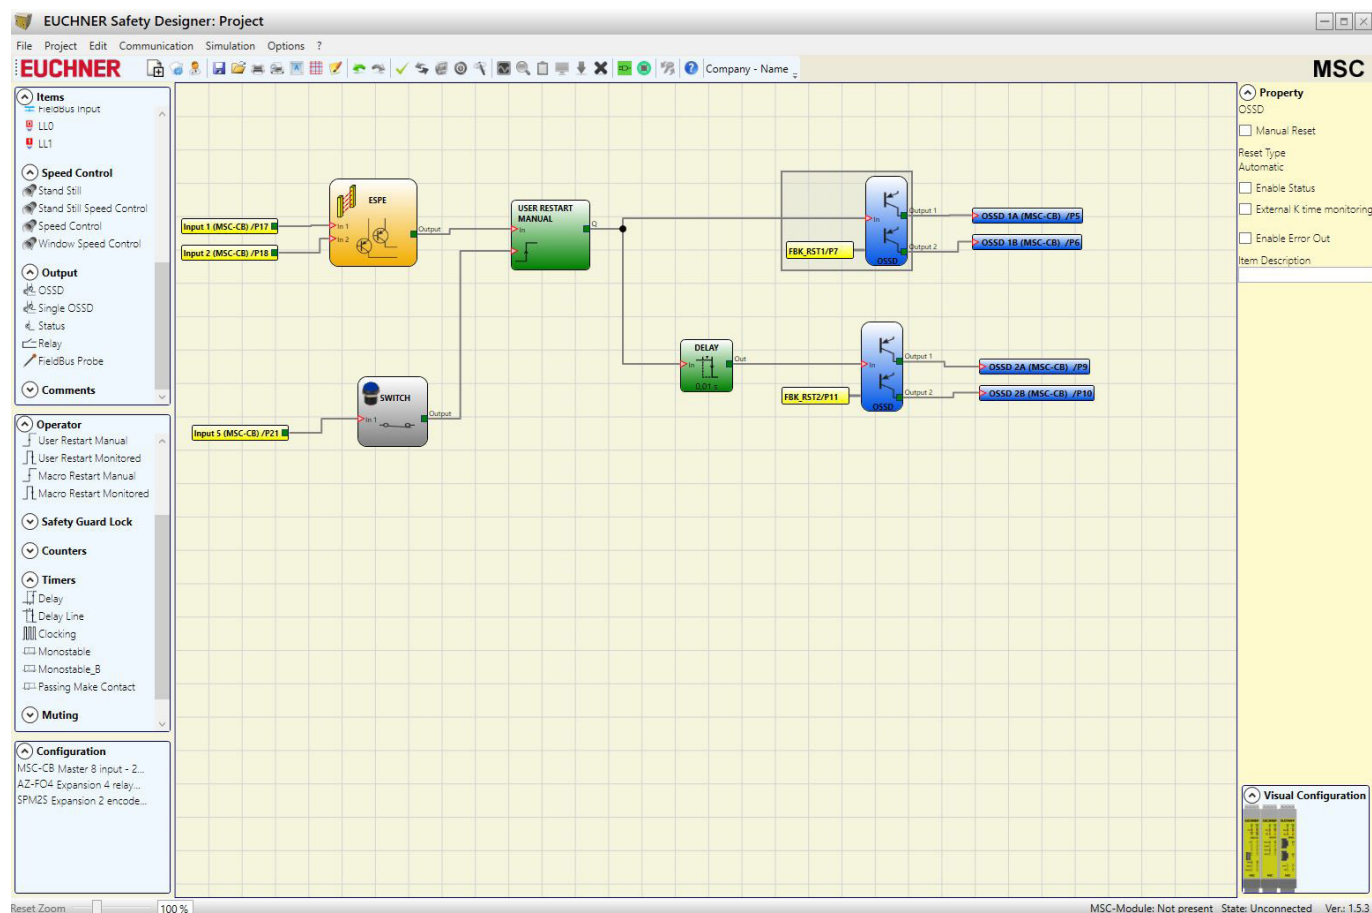 EUCHNER Safety Designer: Project
File Project Edit Communication Simulation Options ?
EUCHNER
Company - Name
MSC
Items
FieldBus Input
LL0
LL1
Speed Control
Stand Still
Stand Still Speed Control
Speed Control
Window Speed Control
Output
OSSD
Single OSSD
Status
Relay
FieldBus Probe
Comments
Operator
User Restart Manual
User Restart Monitored
Macro Restart Manual
Macro Restart Monitored
Safety Guard Lock
Counters
Timers
Delay
Delay Line
Clocking
Monostable
Monostable_B
Passing Make Contact
Muting
Configuration
MSC-CB Master 8 input - 2...
AZ-FO4 Expansion 4 relay...
SPM2S Expansion 2 encode...
Input 1 (MSC-CB) /P17
Input 2 (MSC-CB) /P18
ESPE
In 1
In 2
Output
USER RESTART
MANUAL
In
Q
FBK_RST1/P7
In
Output 1
Output 2
OSSD
OSSD 1A (MSC-CB) /P5
OSSD 1B (MSC-CB) /P6
DELAY
In
Out
0.01 s
FBK_RST2/P11
In
Output 1
Output 2
OSSD
OSSD 2A (MSC-CB) /P9
OSSD 2B (MSC-CB) /P10
Input 5 (MSC-CB) /P21
SWITCH
In 1
Output
Property
OSSD
Manual Reset
Reset Type
Automatic
Enable Status
External K time monitoring
Enable Error Out
Item Description
Visual Configuration
Reset Zoom
100 %
MSC-Module: Not present State: Unconnected Ver.: 1.5.3